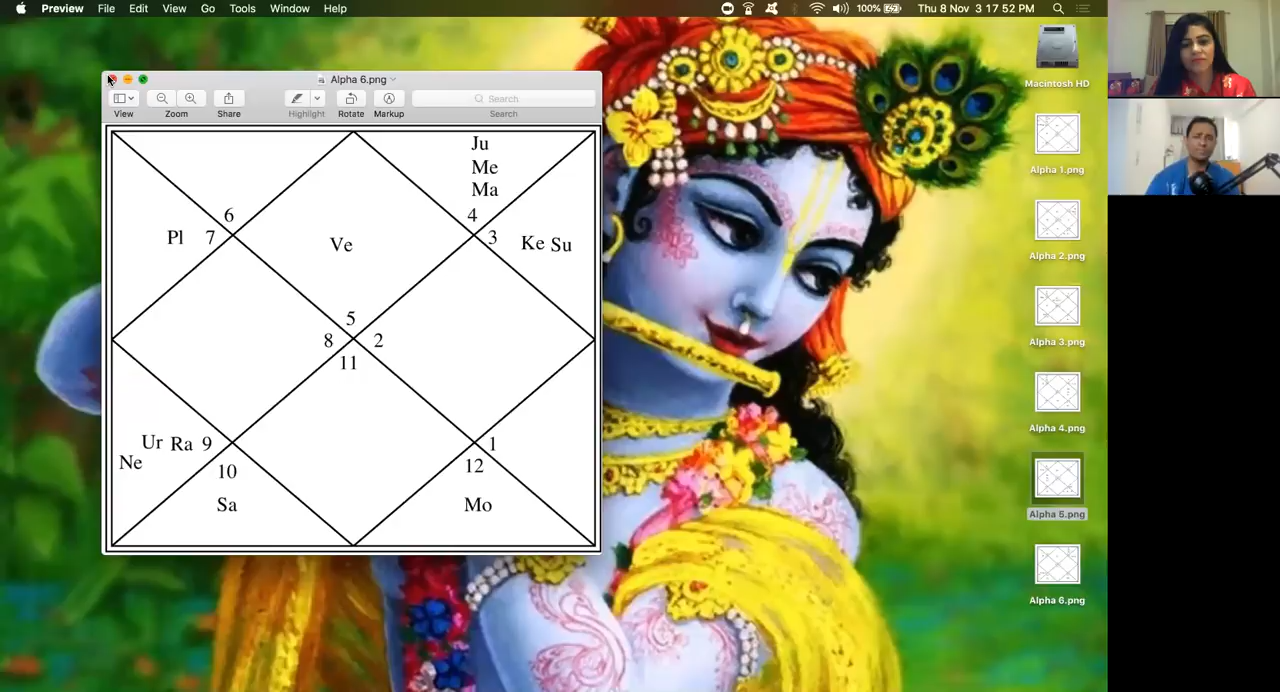 Preview File Edit View Go Tools Window Help
100% Thu 8 Nov 3 17 52 PM
Alpha 6.png
View Zoom Share Highlight Rotate Markup Search
Search
Ju
Me
Ma
6 4
Pl 7 Ve 3 Ke Su
5
8 2
11
Ur Ra 9 1
Ne 10 12
Sa Mo
Macintosh HD
Alpha 1.png
Alpha 2.png
Alpha 3.png
Alpha 4.png
Alpha 5.png
Alpha 6.png